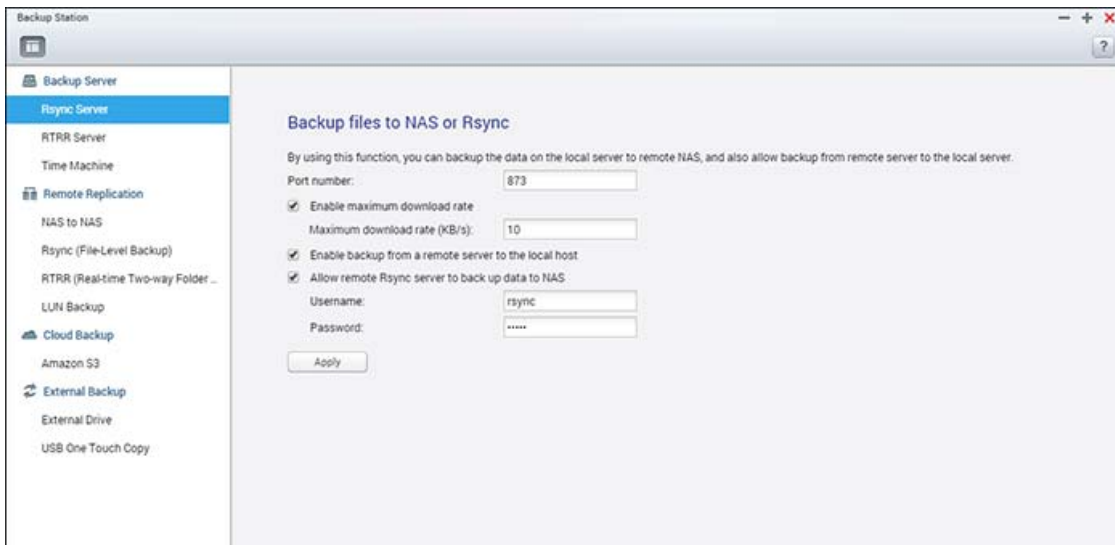 Backup Station
?
Backup Server
Rsync Server
RTRR Server
Time Machine
Remote Replication
NAS to NAS
Rsync (File-Level Backup)
RTRR (Real-time Two-way Folder ...
LUN Backup
Cloud Backup
Amazon S3
External Backup
External Drive
USB One Touch Copy
Backup files to NAS or Rsync
By using this function, you can backup the data on the local server to remote NAS, and also allow backup from remote server to the local server.
Port number: 873
Enable maximum download rate
Maximum download rate (KB/s): 10
Enable backup from a remote server to the local host
Allow remote Rsync server to back up data to NAS
Username: rsync
Password: •••••
Apply